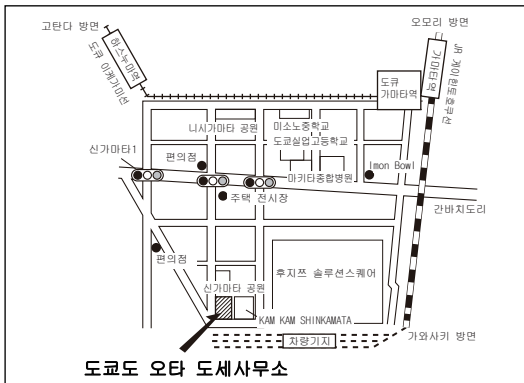 고탄다 방면
오모리 방면
하스누마역
도큐 이케가미선
가마타역
JR 게이힌토호쿠선
도큐
가마타역
니시가마타 공원
미소노중학교
도쿄실업고등학교
신가마타1
편의점
Imon Bowl
마키타종합병원
주택 전시장
간바치도리
편의점
후지쯔 솔루션스퀘어
신가마타 공원
KAM KAM SHINKAMATA
가와사키 방면
차량기지
도쿄도 오타 도세사무소